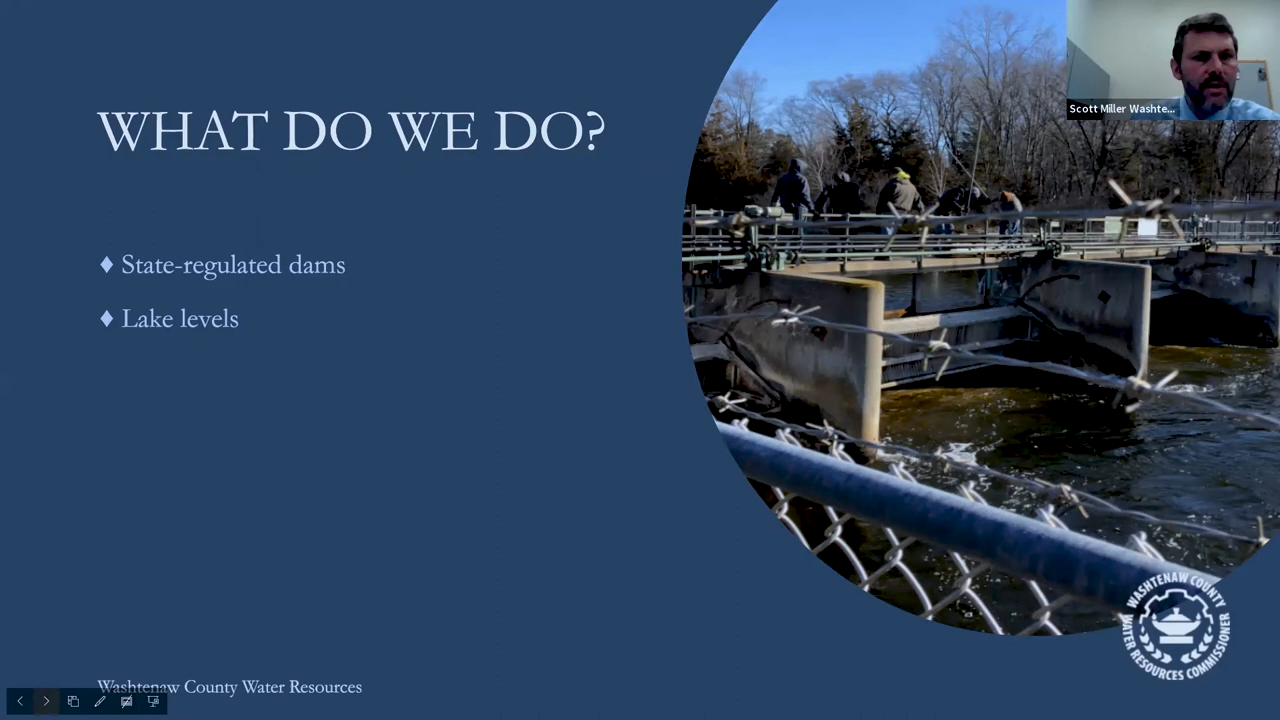 Scott Miller Washte...
WHAT DO WE DO?
♦ State-regulated dams
♦ Lake levels
WASHTENAW COUNTY
WATER RESOURCES COMMISSIONER
Washtenaw County Water Resources